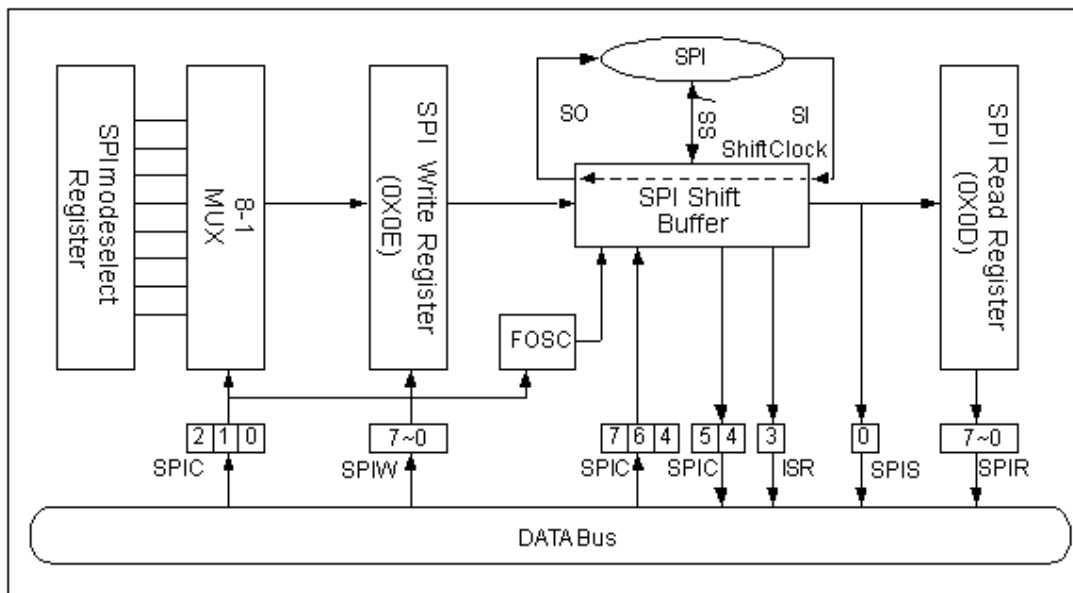 SPI
SO
/SS
SI
ShiftClock
SPImodeselect
Register
8-1
MUX
SPI Write Register
(0X0E)
SPI Shift
Buffer
SPI Read Register
(0X0D)
FOSC
2 1 0
SPIC
7~0
SPIW
7 6 4
SPIC
5 4
SPIC
3
ISR
0
SPIS
7~0
SPIR
DATA Bus